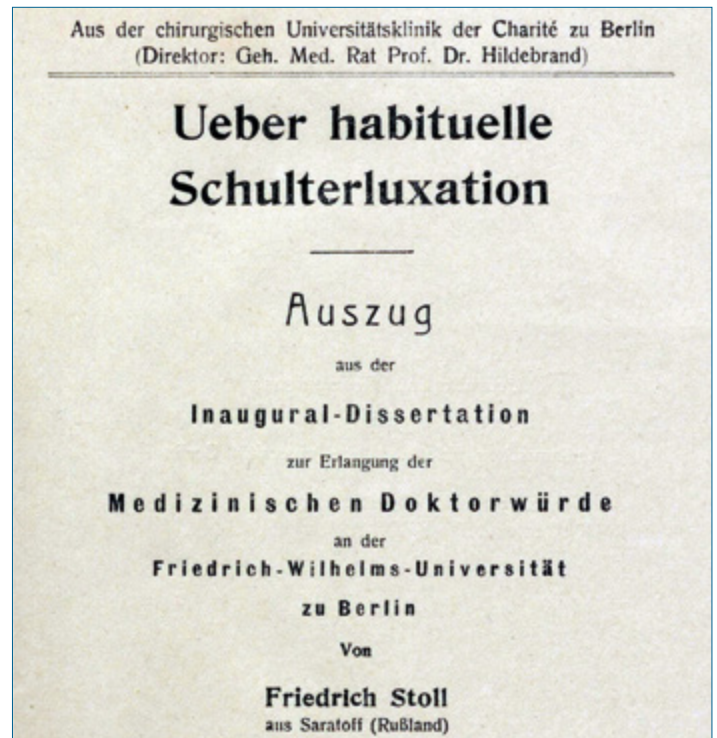 Aus der chirurgischen Universitätsklinik der Charité zu Berlin
(Direktor: Geh. Med. Rat Prof. Dr. Hildebrand)
Ueber habituelle
Schulterluxation
Auszug
aus der
Inaugural-Dissertation
zur Erlangung der
Medizinischen Doktorwürde
an der
Friedrich-Wilhelms-Universität
zu Berlin
Von
Friedrich Stoll
aus Saratoff (Rußland)